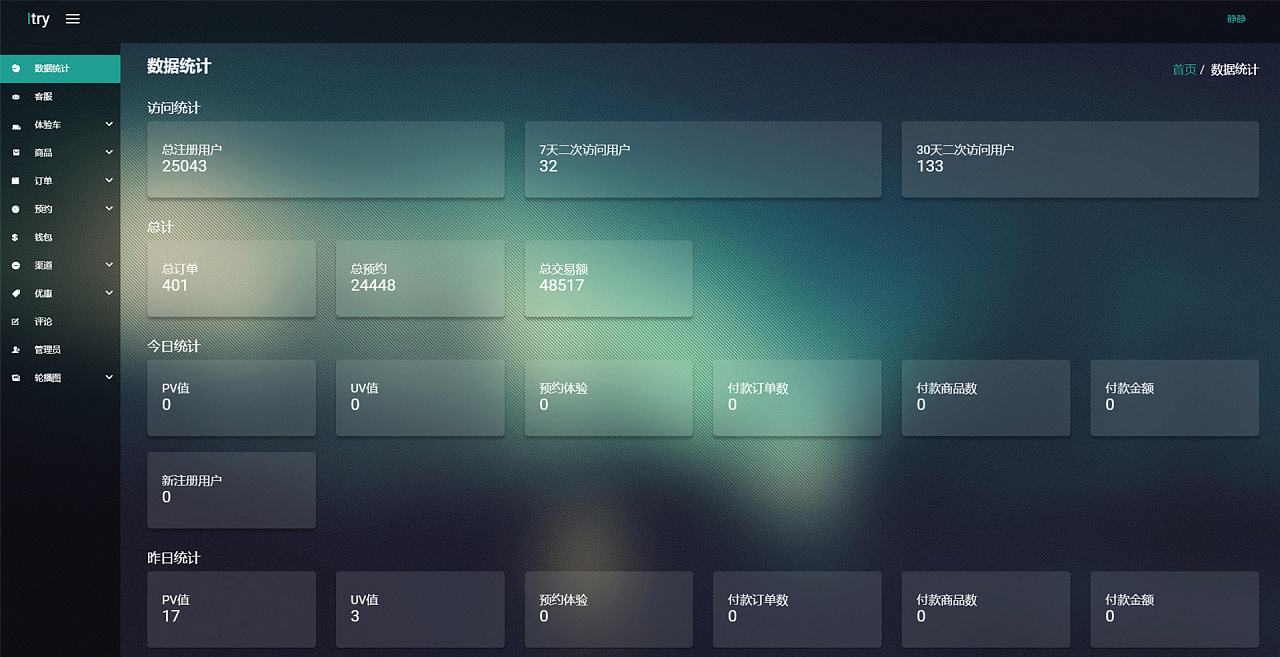 Itry
静静
数据统计
客服
体验车
商品
订单
预约
钱包
渠道
优惠
评论
管理员
轮播图
数据统计
首页 / 数据统计
访问统计
总注册用户
25043
7天二次访问用户
32
30天二次访问用户
133
总计
总订单
401
总预约
24448
总交易额
48517
今日统计
PV值
0
UV值
0
预约体验
0
付款订单数
0
付款商品数
0
付款金额
0
新注册用户
0
昨日统计
PV值
17
UV值
3
预约体验
0
付款订单数
0
付款商品数
0
付款金额
0